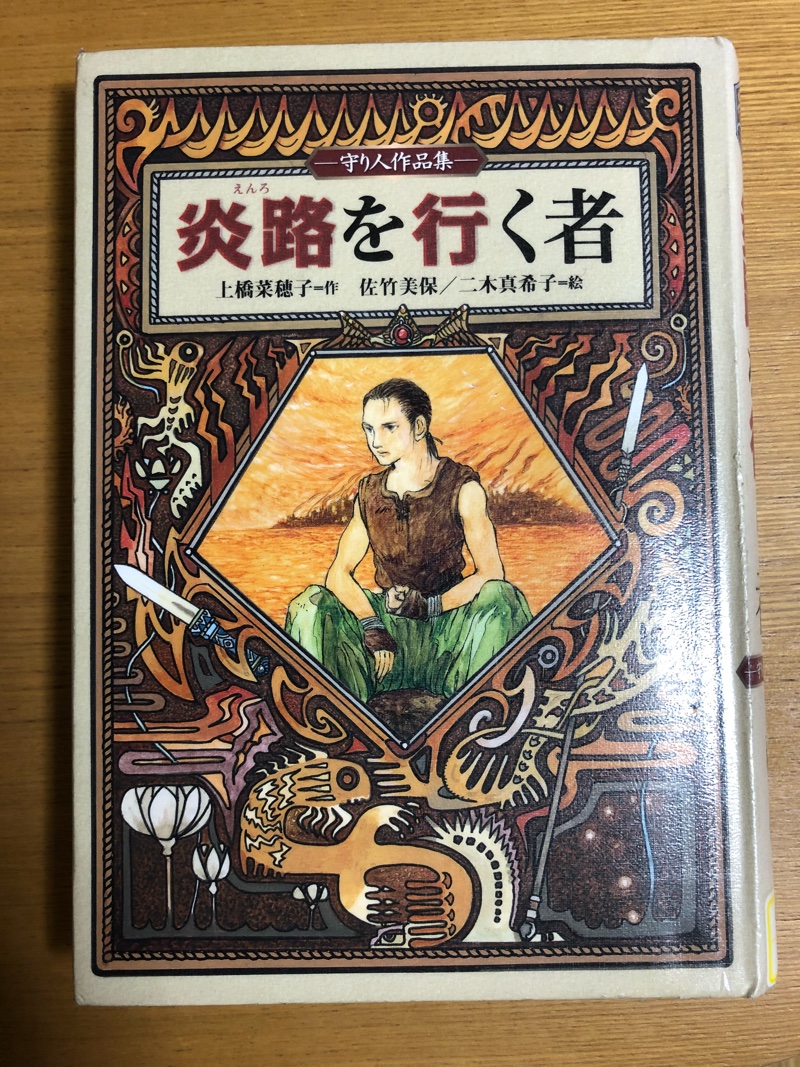 ―守り人作品集―
えんろ
炎路を行く者
上橋菜穂子=作 佐竹美保/二木真希子=絵